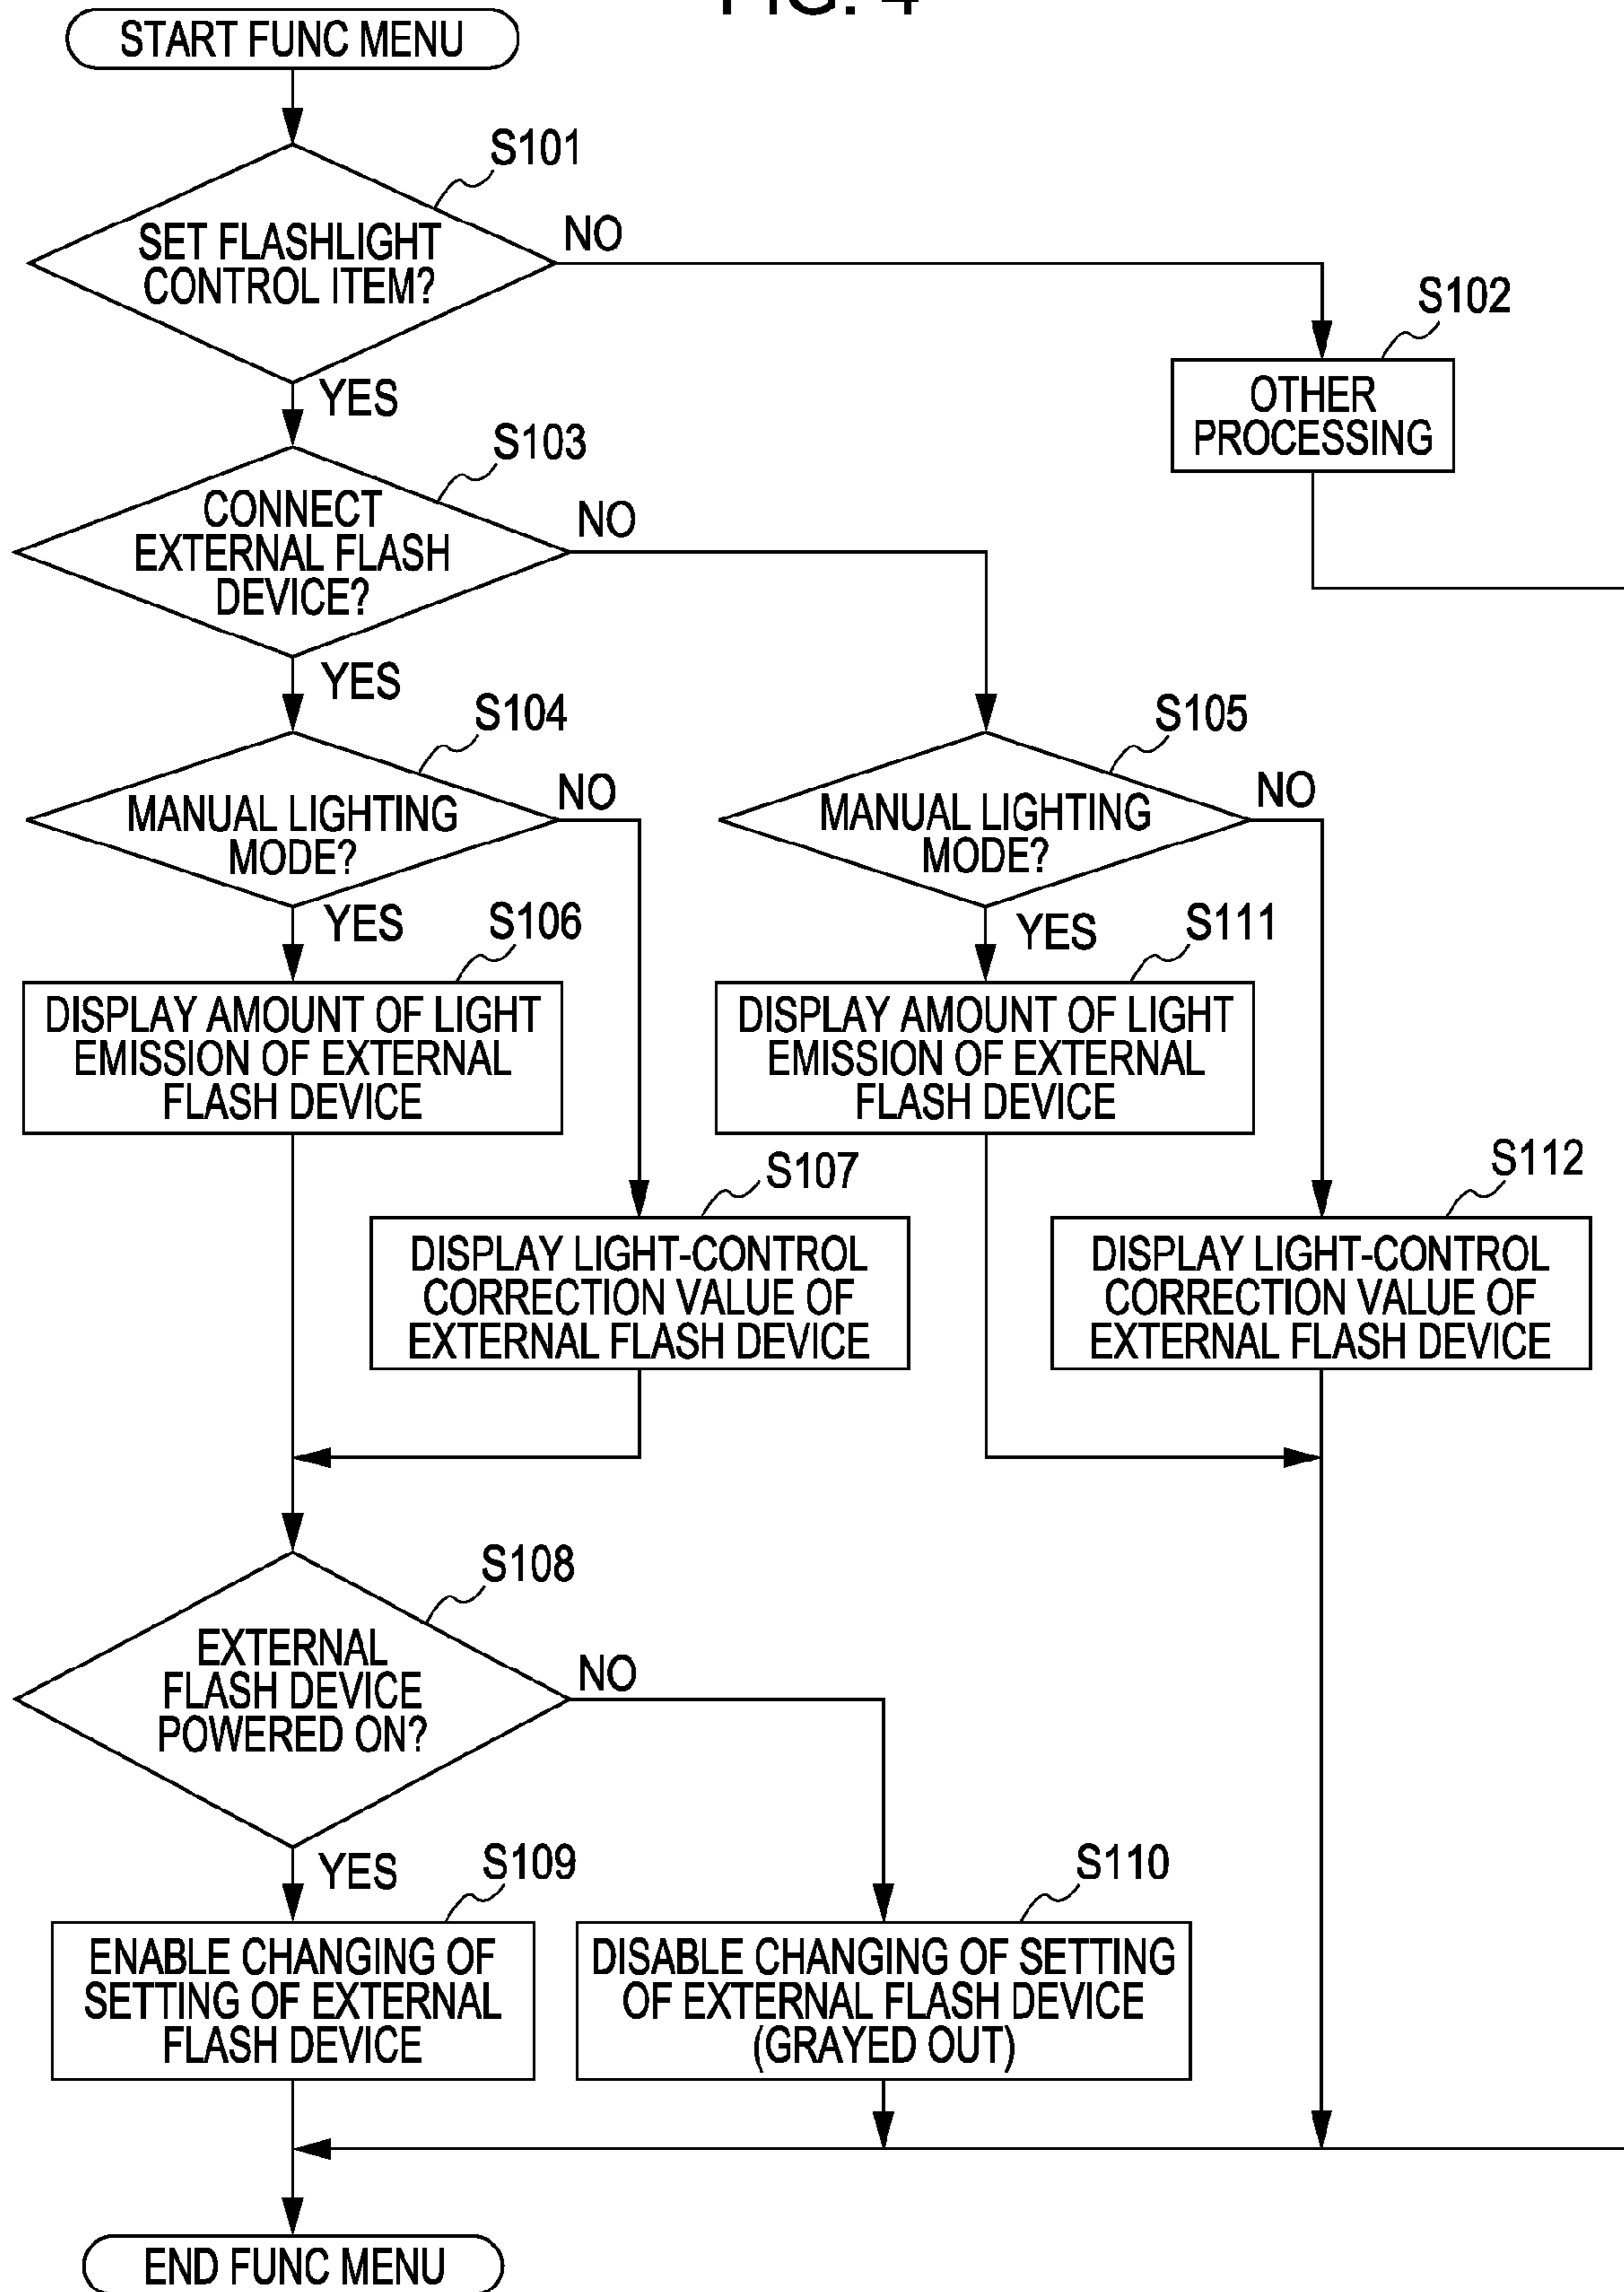 FIG. 4
START FUNC MENU
S101
SET FLASHLIGHT
CONTROL ITEM?
NO
YES
S102
OTHER
PROCESSING
S103
CONNECT
EXTERNAL FLASH
DEVICE?
NO
YES
S104
MANUAL LIGHTING
MODE?
NO
YES
S105
MANUAL LIGHTING
MODE?
NO
YES
S106
DISPLAY AMOUNT OF LIGHT
EMISSION OF EXTERNAL
FLASH DEVICE
S111
DISPLAY AMOUNT OF LIGHT
EMISSION OF EXTERNAL
FLASH DEVICE
S107
DISPLAY LIGHT-CONTROL
CORRECTION VALUE OF
EXTERNAL FLASH DEVICE
S112
DISPLAY LIGHT-CONTROL
CORRECTION VALUE OF
EXTERNAL FLASH DEVICE
S108
EXTERNAL
FLASH DEVICE
POWERED ON?
NO
YES
S109
ENABLE CHANGING OF
SETTING OF EXTERNAL
FLASH DEVICE
S110
DISABLE CHANGING OF SETTING
OF EXTERNAL FLASH DEVICE
(GRAYED OUT)
END FUNC MENU